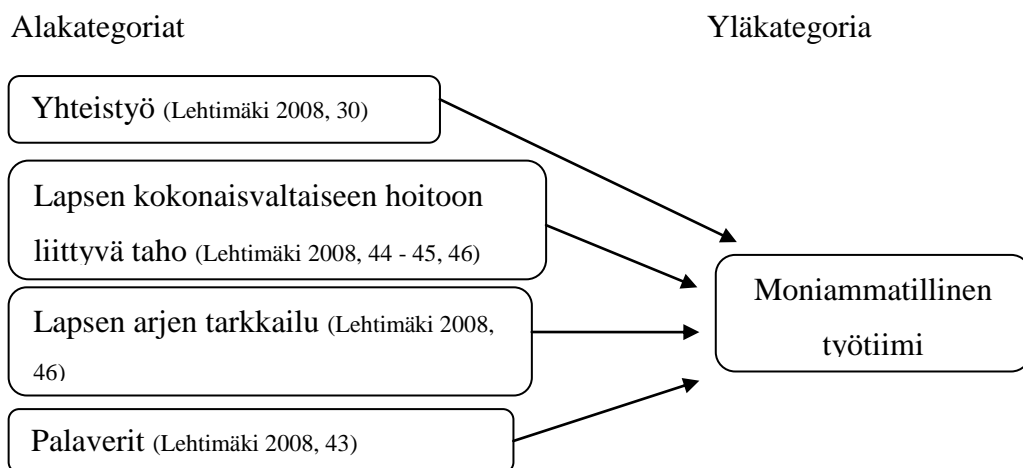 Alakategoriat
Yläkategoria
Yhteistyö (Lehtimäki 2008, 30)
Lapsen kokonaisvaltaiseen hoitoon
liittyvä taho (Lehtimäki 2008, 44 - 45, 46)
Lapsen arjen tarkkailu (Lehtimäki 2008,
46)
Palaverit (Lehtimäki 2008, 43)
Moniammatillinen
työtiimi